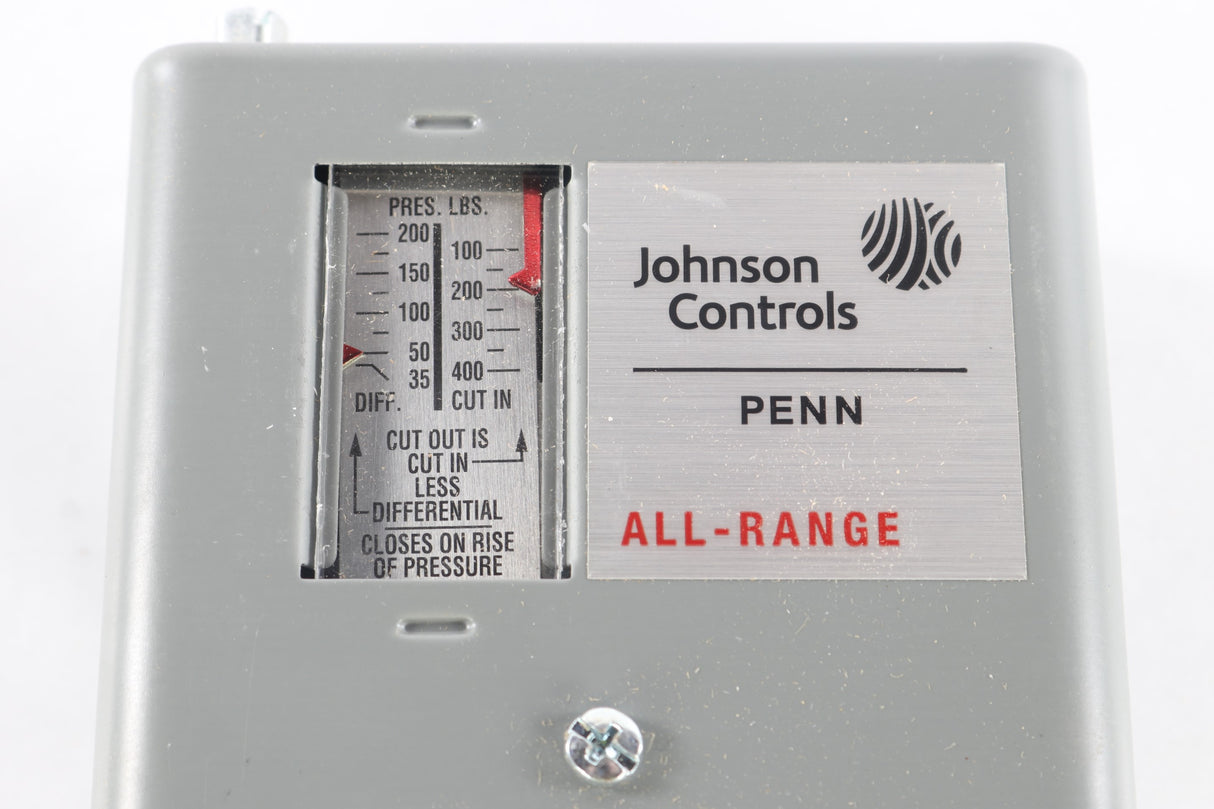 PRES. LBS.
200
150
100
50
35
DIFF.
100
200
300
400
CUT IN
CUT OUT IS
CUT IN
LESS
DIFFERENTIAL
CLOSES ON RISE
OF PRESSURE
Johnson
Controls
PENN
ALL-RANGE